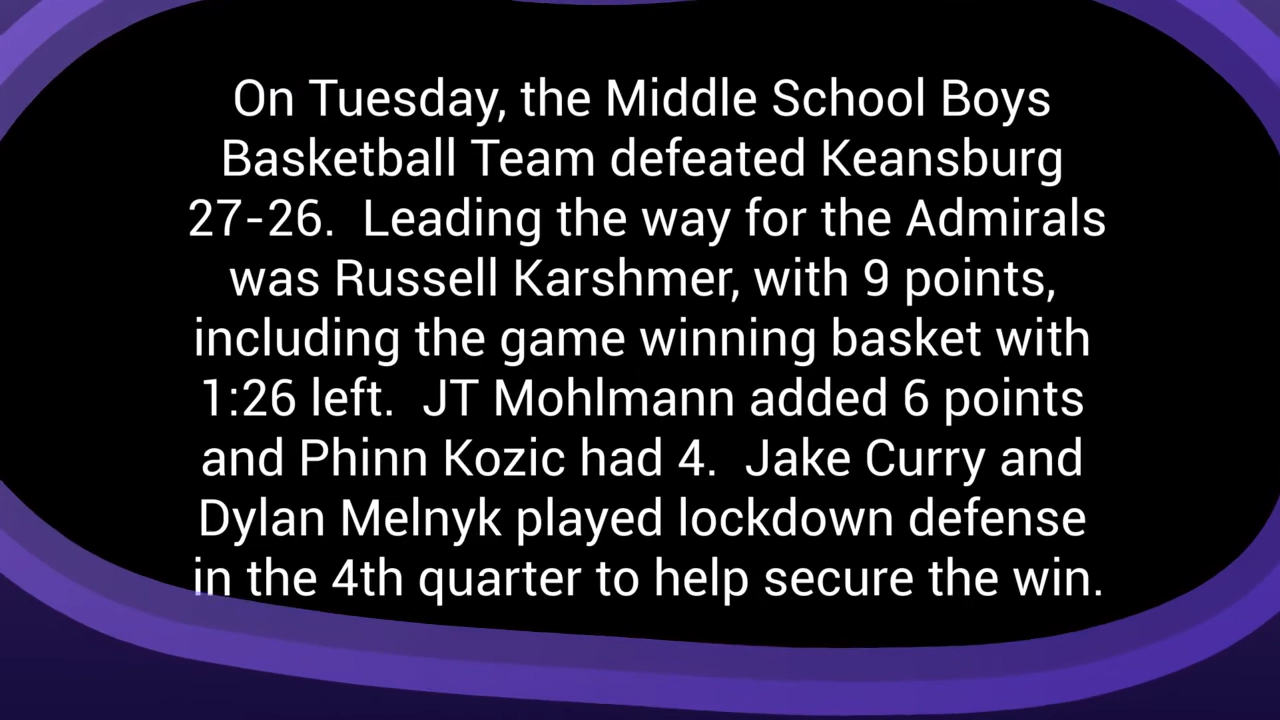 On Tuesday, the Middle School Boys
Basketball Team defeated Keansburg
27-26.  Leading the way for the Admirals
was Russell Karshmer, with 9 points,
including the game winning basket with
1:26 left.  JT Mohlmann added 6 points
and Phinn Kozic had 4.  Jake Curry and
Dylan Melnyk played lockdown defense
in the 4th quarter to help secure the win.